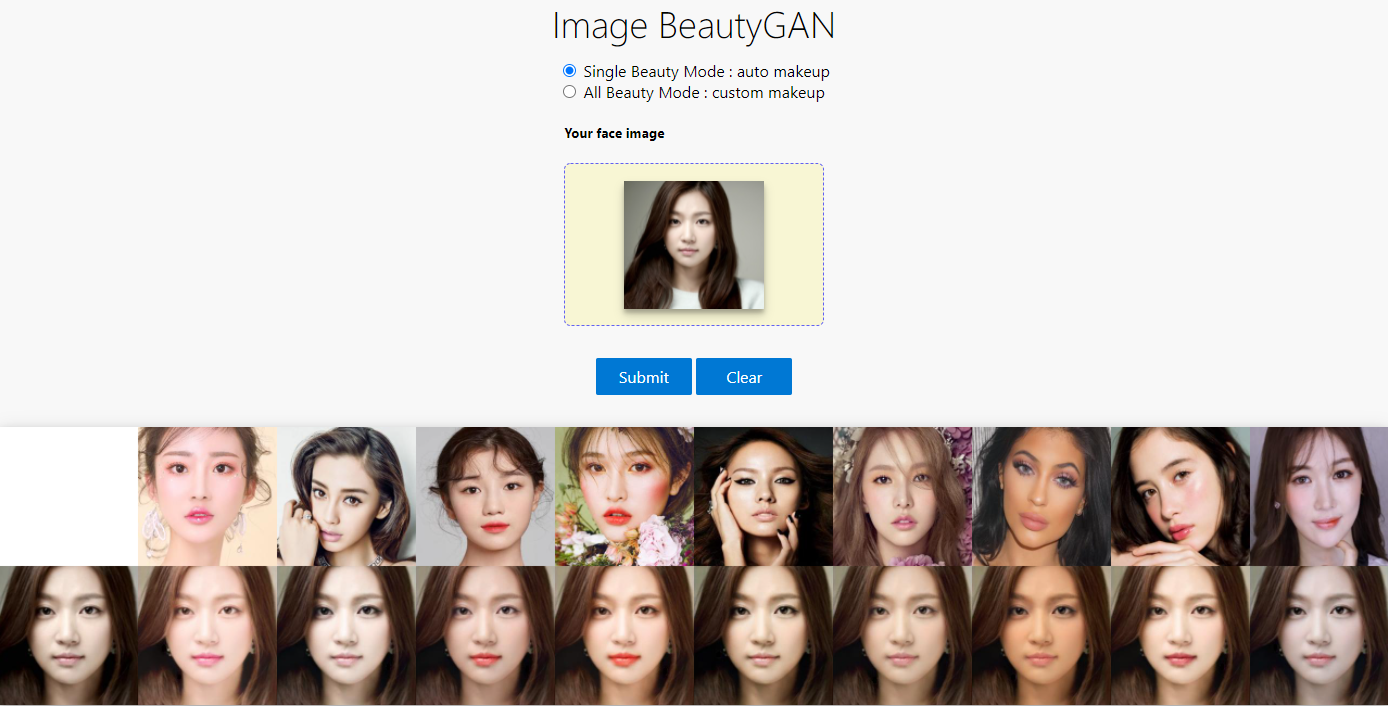 Image BeautyGAN
Single Beauty Mode : auto makeup
All Beauty Mode : custom makeup
Your face image
Submit
Clear